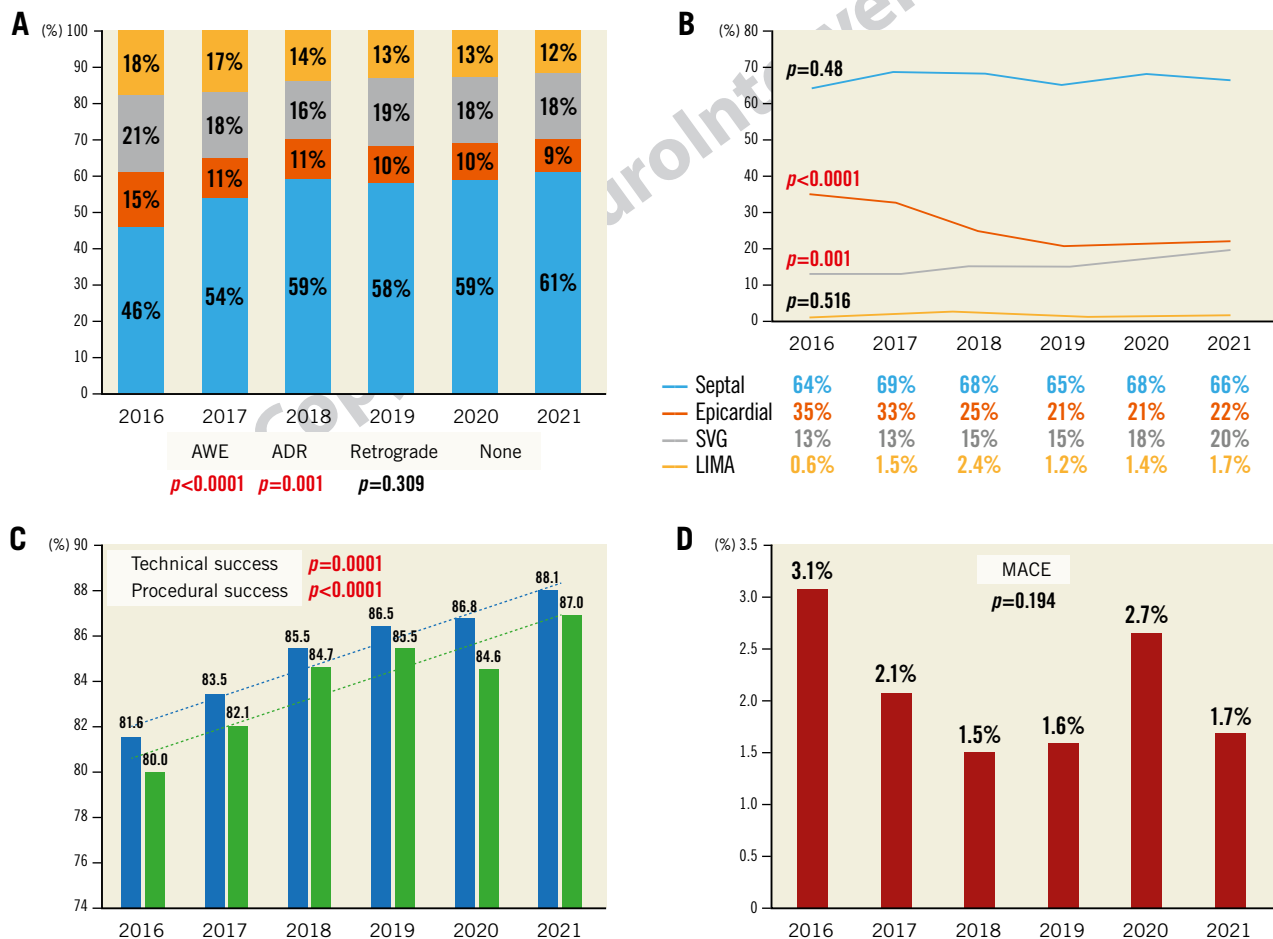 A
(%) 100
90
80
70
60
50
40
30
20
10
0
18% 17% 14% 13% 13% 12%
21% 18% 16% 19% 18% 18%
15% 11% 11% 10% 10% 9%
46% 54% 59% 58% 59% 61%
2016 2017 2018 2019 2020 2021
AWE ADR Retrograde None
p<0.0001 p=0.001 p=0.309
B
(%) 80
70
60
50
40
30
20
10
0
p=0.48
p<0.0001
p=0.001
p=0.516
2016 2017 2018 2019 2020 2021
Septal 64% 69% 68% 65% 68% 66%
Epicardial 35% 33% 25% 21% 21% 22%
SVG 13% 13% 15% 15% 18% 20%
LIMA 0.6% 1.5% 2.4% 1.2% 1.4% 1.7%
C
(%) 90
88
86
84
82
80
78
76
74
Technical success p=0.0001
Procedural success p<0.0001
81.6 83.5 85.5 86.5 86.8 88.1
80.0 82.1 84.7 85.5 84.6 87.0
2016 2017 2018 2019 2020 2021
D
(%) 3.5
3.0
2.5
2.0
1.5
1.0
0.5
0
MACE
p=0.194
3.1% 2.1% 1.5% 1.6% 2.7% 1.7%
2016 2017 2018 2019 2020 2021